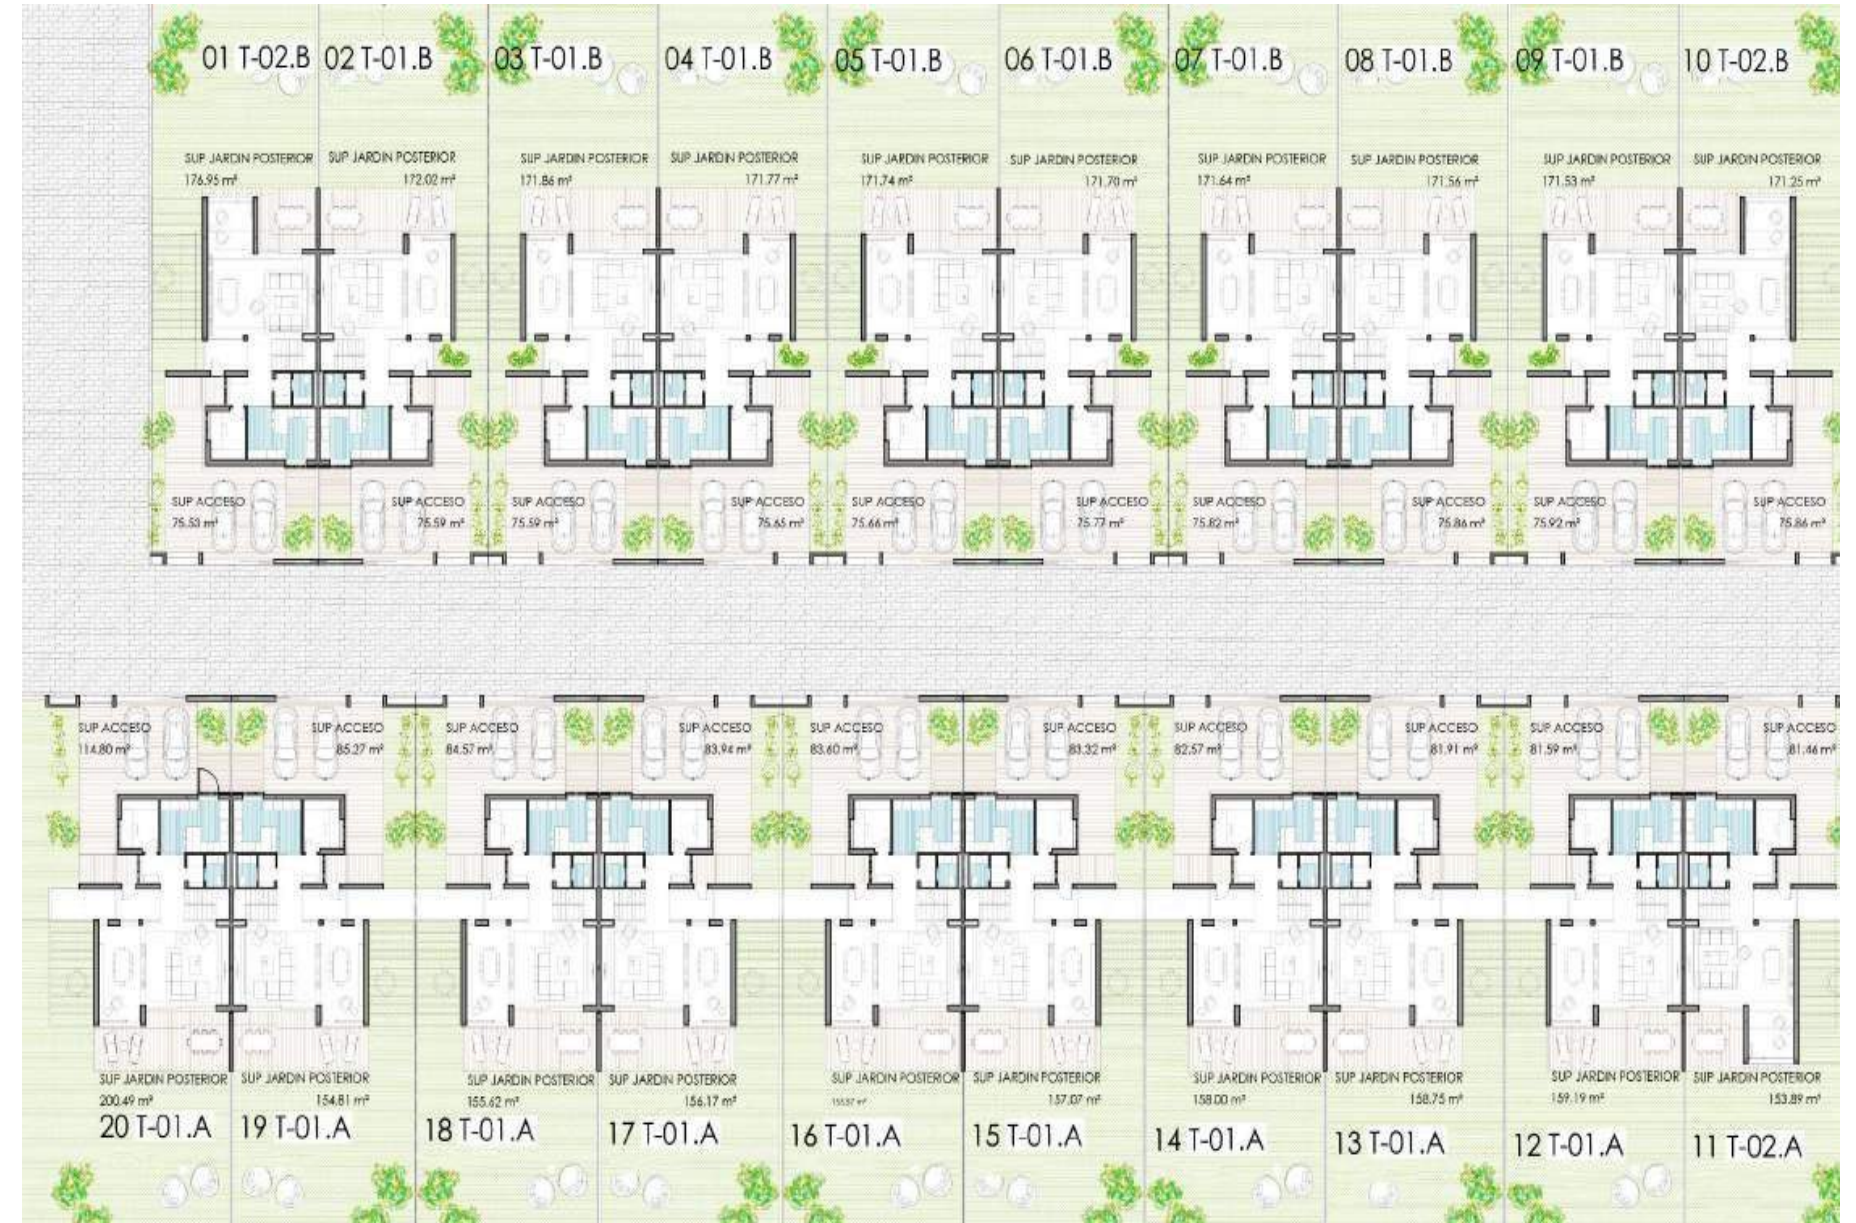 01 T-02.B 02 T-01.B 03 T-01.B 04 T-01.B 05 T-01.B 06 T-01.B 07 T-01.B 08 T-01.B 09 T-01.B 10 T-02.B
SUP JARDIN POSTERIOR SUP JARDIN POSTERIOR SUP JARDIN POSTERIOR SUP JARDIN POSTERIOR SUP JARDIN POSTERIOR SUP JARDIN POSTERIOR SUP JARDIN POSTERIOR SUP JARDIN POSTERIOR SUP JARDIN POSTERIOR SUP JARDIN POSTERIOR
176.95 m² 172.02 m² 171.86 m² 171.77 m² 171.74 m² 171.70 m² 171.64 m² 171.56 m² 171.53 m² 171.25 m²
SUP ACCESO SUP ACCESO SUP ACCESO SUP ACCESO SUP ACCESO SUP ACCESO SUP ACCESO SUP ACCESO SUP ACCESO SUP ACCESO
75.53 m² 75.59 m² 75.59 m² 75.65 m² 75.66 m² 75.77 m² 75.82 m² 75.86 m² 75.92 m² 75.86 m²
SUP ACCESO SUP ACCESO SUP ACCESO SUP ACCESO SUP ACCESO SUP ACCESO SUP ACCESO SUP ACCESO SUP ACCESO SUP ACCESO
114.80 m² 85.27 m² 84.57 m² 83.94 m² 83.60 m² 83.32 m² 82.57 m² 81.91 m² 81.59 m² 81.46 m²
SUP JARDIN POSTERIOR SUP JARDIN POSTERIOR SUP JARDIN POSTERIOR SUP JARDIN POSTERIOR SUP JARDIN POSTERIOR SUP JARDIN POSTERIOR SUP JARDIN POSTERIOR SUP JARDIN POSTERIOR SUP JARDIN POSTERIOR SUP JARDIN POSTERIOR
200.49 m² 154.81 m² 155.62 m² 156.17 m² 157.07 m² 158.00 m² 158.75 m² 159.19 m² 153.89 m²
20 T-01.A 19 T-01.A 18 T-01.A 17 T-01.A 16 T-01.A 15 T-01.A 14 T-01.A 13 T-01.A 12 T-01.A 11 T-02.A